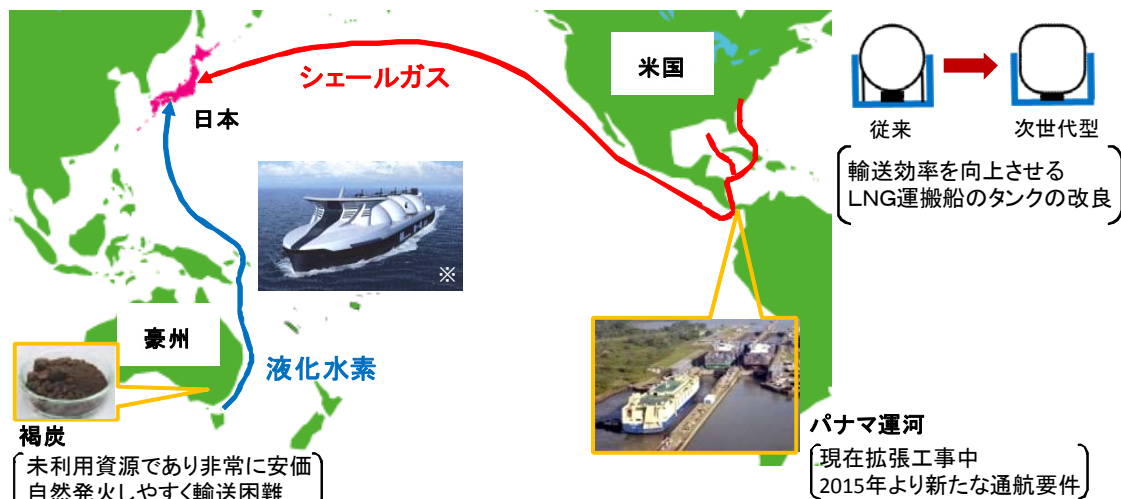 シェールガス
米国
日本
従来
次世代型
輸送効率を向上させる
LNG運搬船のタンクの改良
※
豪州
液化水素
褐炭
未利用資源であり非常に安価
自然発火しやすく輸送困難
パナマ運河
現在拡張工事中
2015年より新たな通航要件